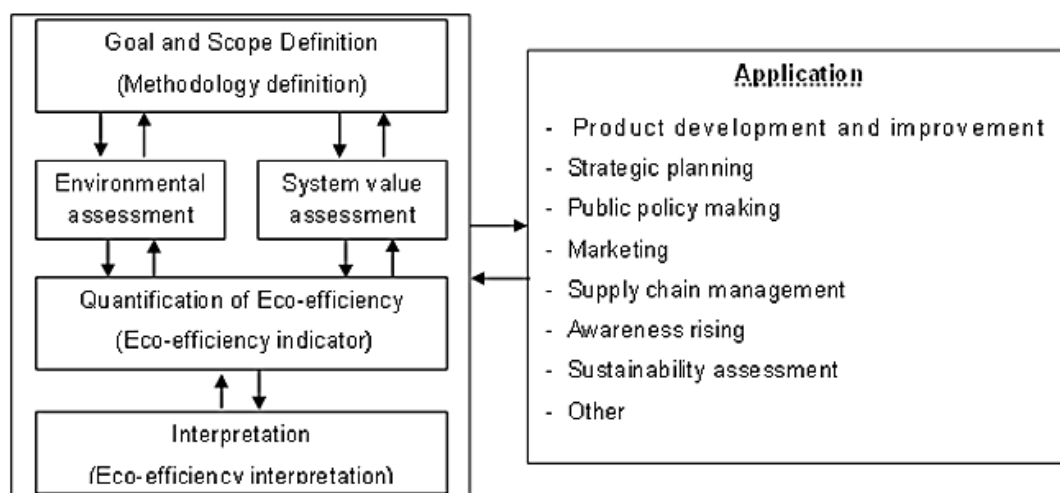 Goal and Scope Definition
(Methodology definition)
Environmental
assessment
System value
assessment
Quantification of Eco-efficiency
(Eco-efficiency indicator)
Interpretation
(Eco-efficiency interpretation)
Application
- Product development and improvement
- Strategic planning
- Public policy making
- Marketing
- Supply chain management
- Awareness rising
- Sustainability assessment
- Other